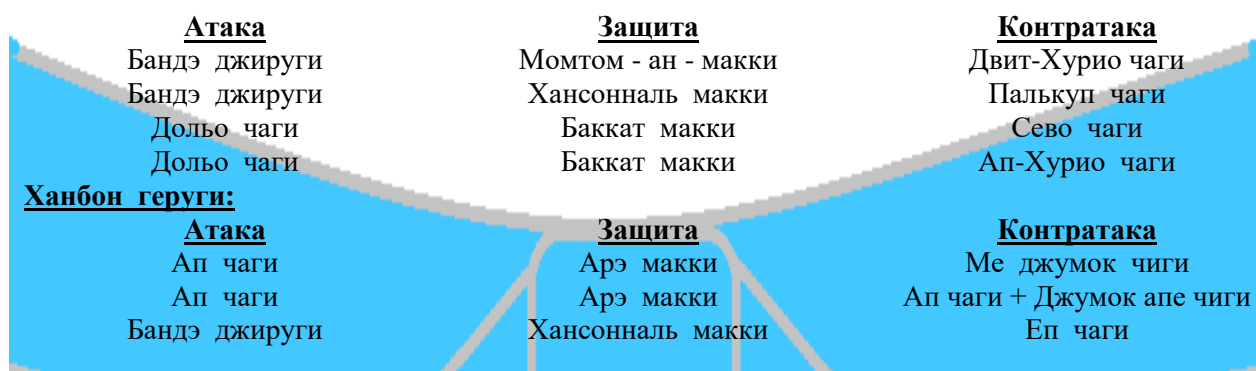 Атака Защита Контратака
Бандэ джируги Момтом - ан - макки Двит-Хурио чаги
Бандэ джируги Хансонналь макки Палькуп чаги
Дольо чаги Баккат макки Сево чаги
Дольо чаги Баккат макки Ап-Хурио чаги
Ханбон геруги:
Атака Защита Контратака
Ап чаги Арэ макки Ме джумок чиги
Ап чаги Арэ макки Ап чаги + Джумок апе чиги
Бандэ джируги Хансонналь макки Еп чаги